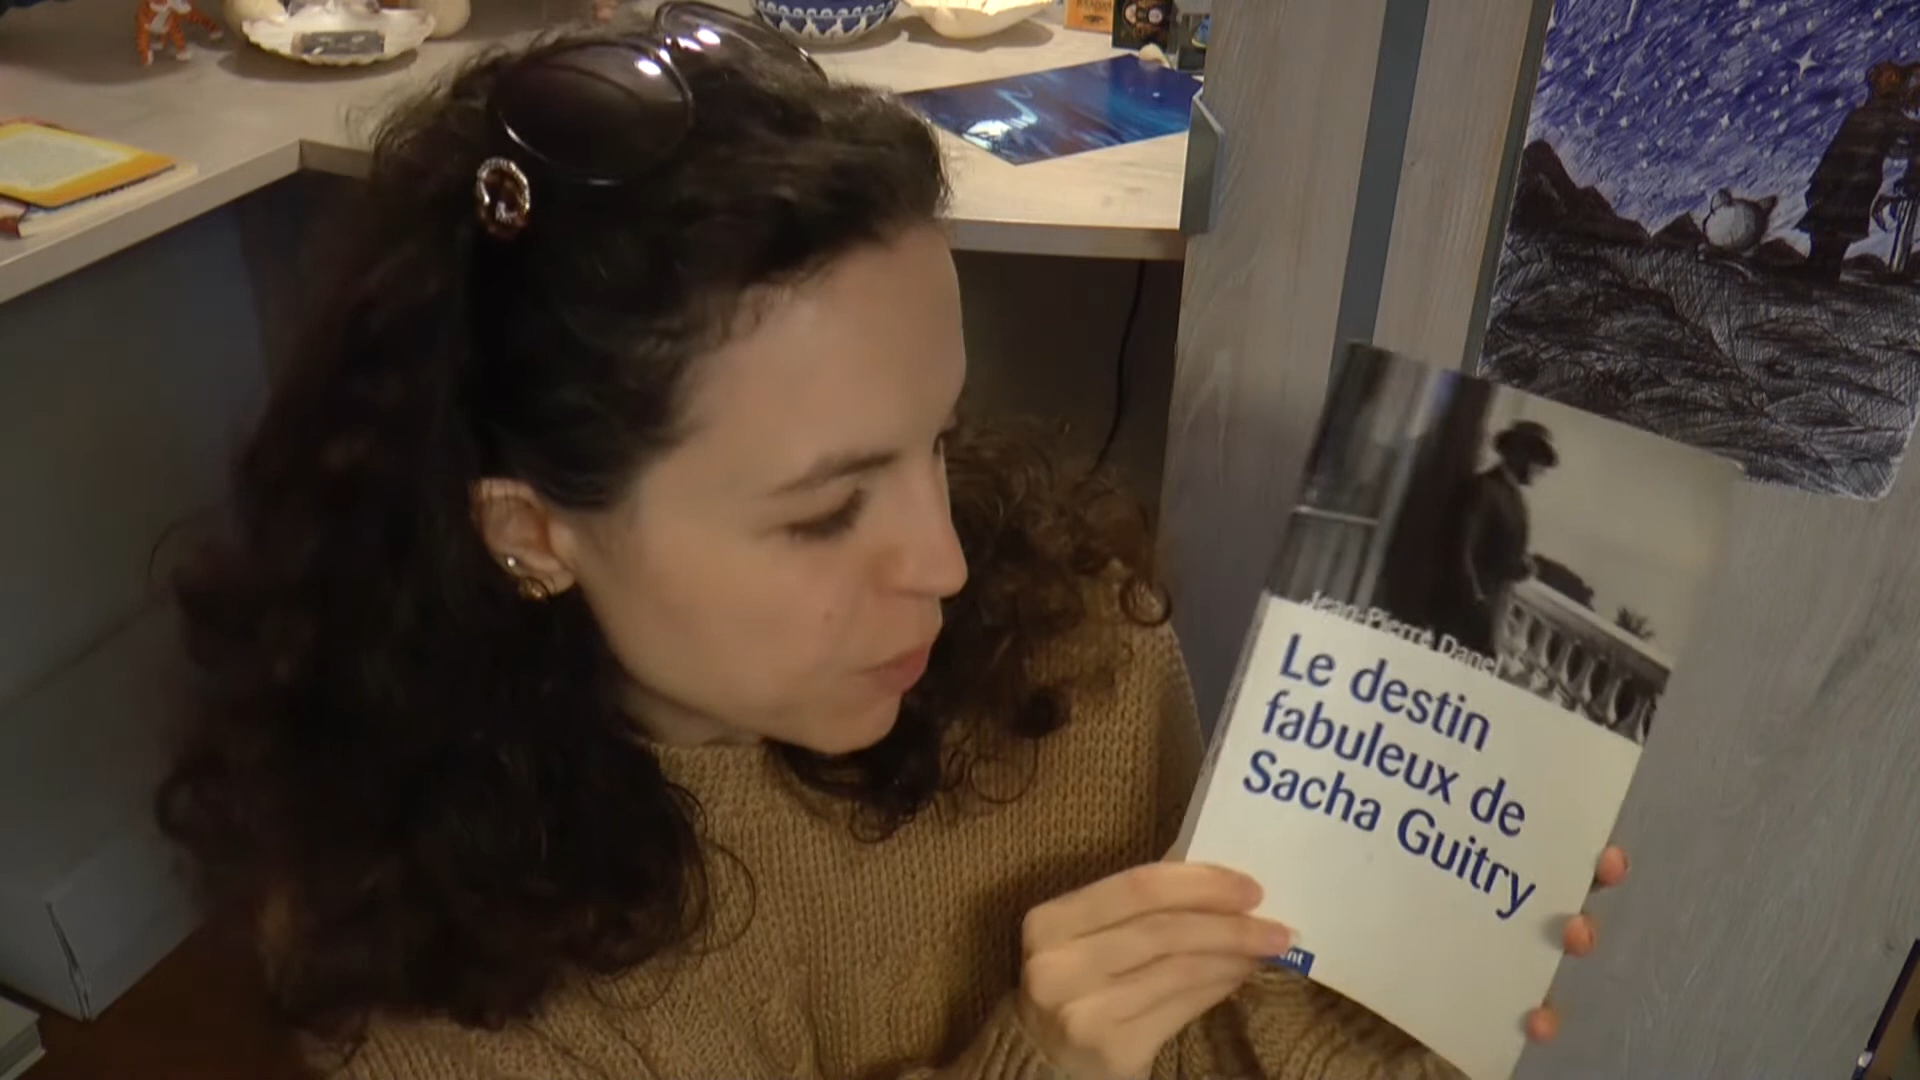 Jean-Pierre Danel
Le destin
fabuleux de
Sacha Guitry